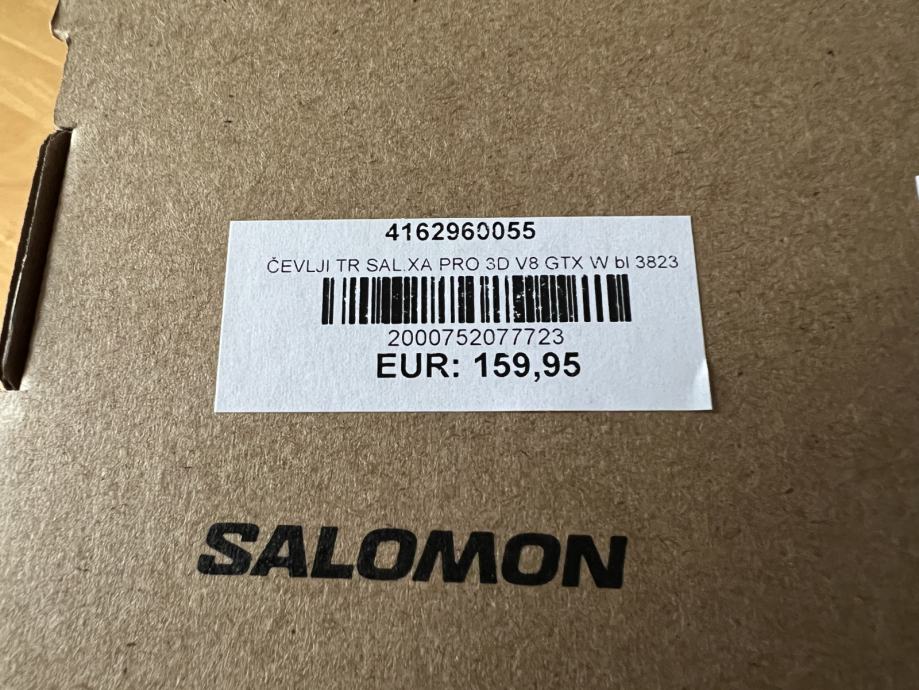 4162960055
ČEVLJI TR SAL.XA PRO 3D V8 GTX W bl 3823
2000752077723
EUR: 159,95
SALOMON